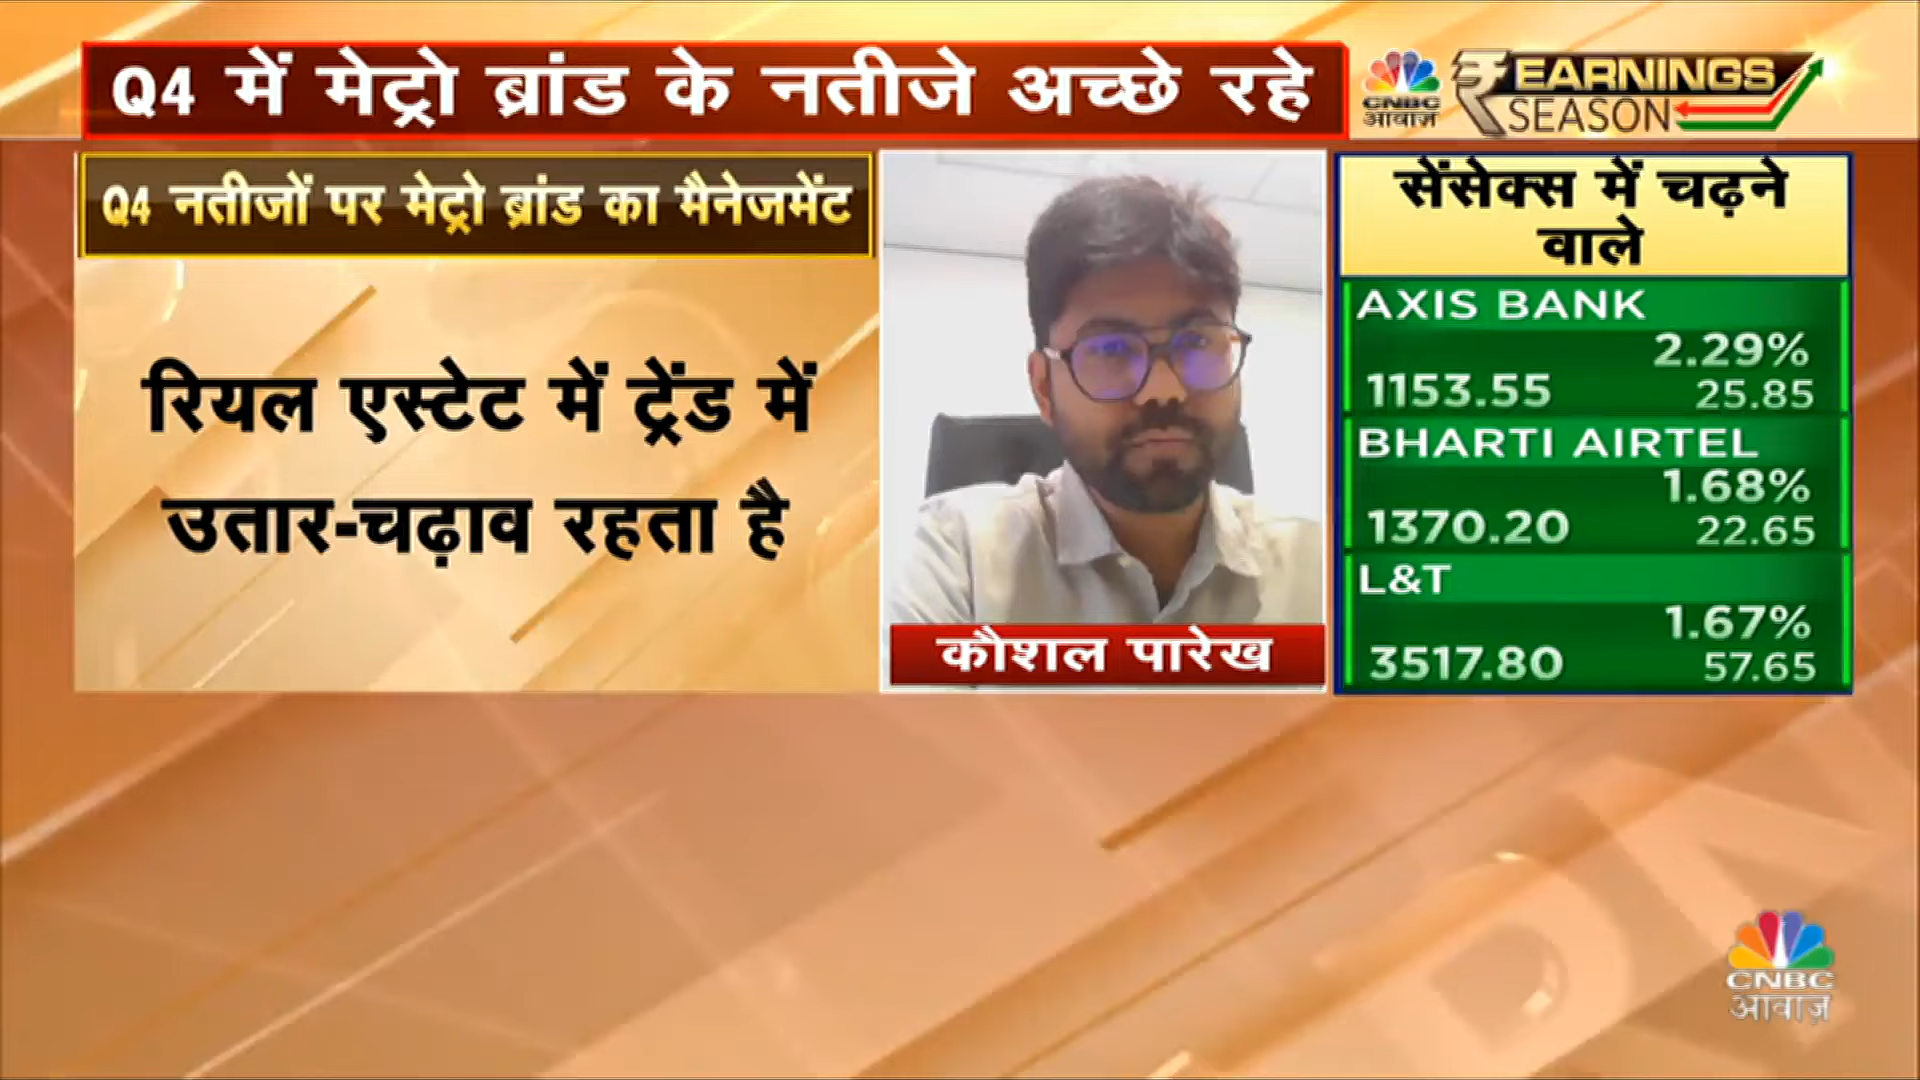 Q4 में मेट्रो ब्रांड के नतीजे अच्छे रहे
CNBC
आवाज़
₹ EARNINGS
SEASON
Q4 नतीजों पर मेट्रो ब्रांड का मैनेजमेंट
रियल एस्टेट में ट्रेंड में
उतार-चढ़ाव रहता है
कौशल पारेख
सेंसेक्स में चढ़ने
वाले
AXIS BANK
2.29%
1153.55 25.85
BHARTI AIRTEL
1.68%
1370.20 22.65
L&T
1.67%
3517.80 57.65
CNBC
आवाज़